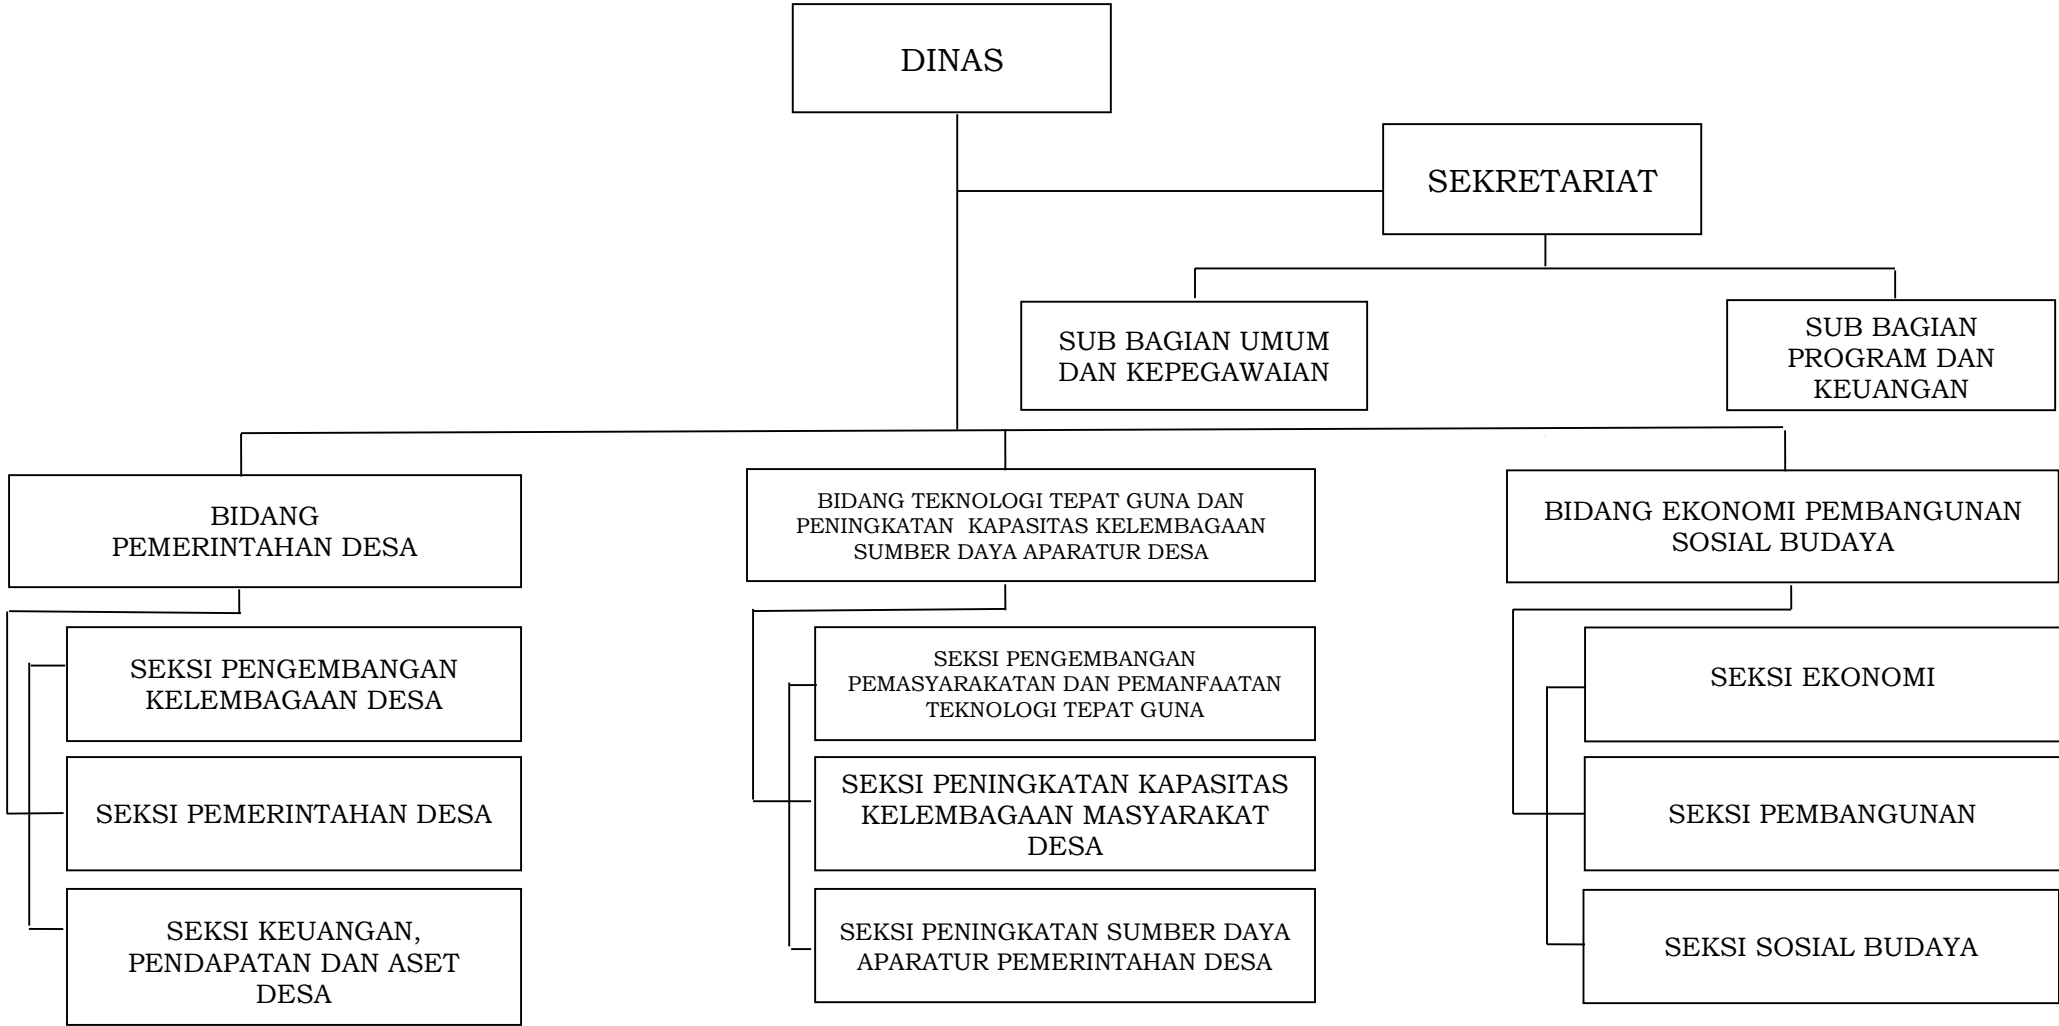 DINAS
SEKRETARIAT
SUB BAGIAN UMUM
DAN KEPEGAWAIAN
SUB BAGIAN
PROGRAM DAN
KEUANGAN
BIDANG
PEMERINTAHAN DESA
BIDANG TEKNOLOGI TEPAT GUNA DAN
PENINGKATAN KAPASITAS KELEMBAGAAN
SUMBER DAYA APARATUR DESA
BIDANG EKONOMI PEMBANGUNAN
SOSIAL BUDAYA
SEKSI PENGEMBANGAN
KELEMBAGAAN DESA
SEKSI PEMERINTAHAN DESA
SEKSI KEUANGAN,
PENDAPATAN DAN ASET
DESA
SEKSI PENGEMBANGAN
PEMASYARAKATAN DAN PEMANFAATAN
TEKNOLOGI TEPAT GUNA
SEKSI PENINGKATAN KAPASITAS
KELEMBAGAAN MASYARAKAT
DESA
SEKSI PENINGKATAN SUMBER DAYA
APARATUR PEMERINTAHAN DESA
SEKSI EKONOMI
SEKSI PEMBANGUNAN
SEKSI SOSIAL BUDAYA